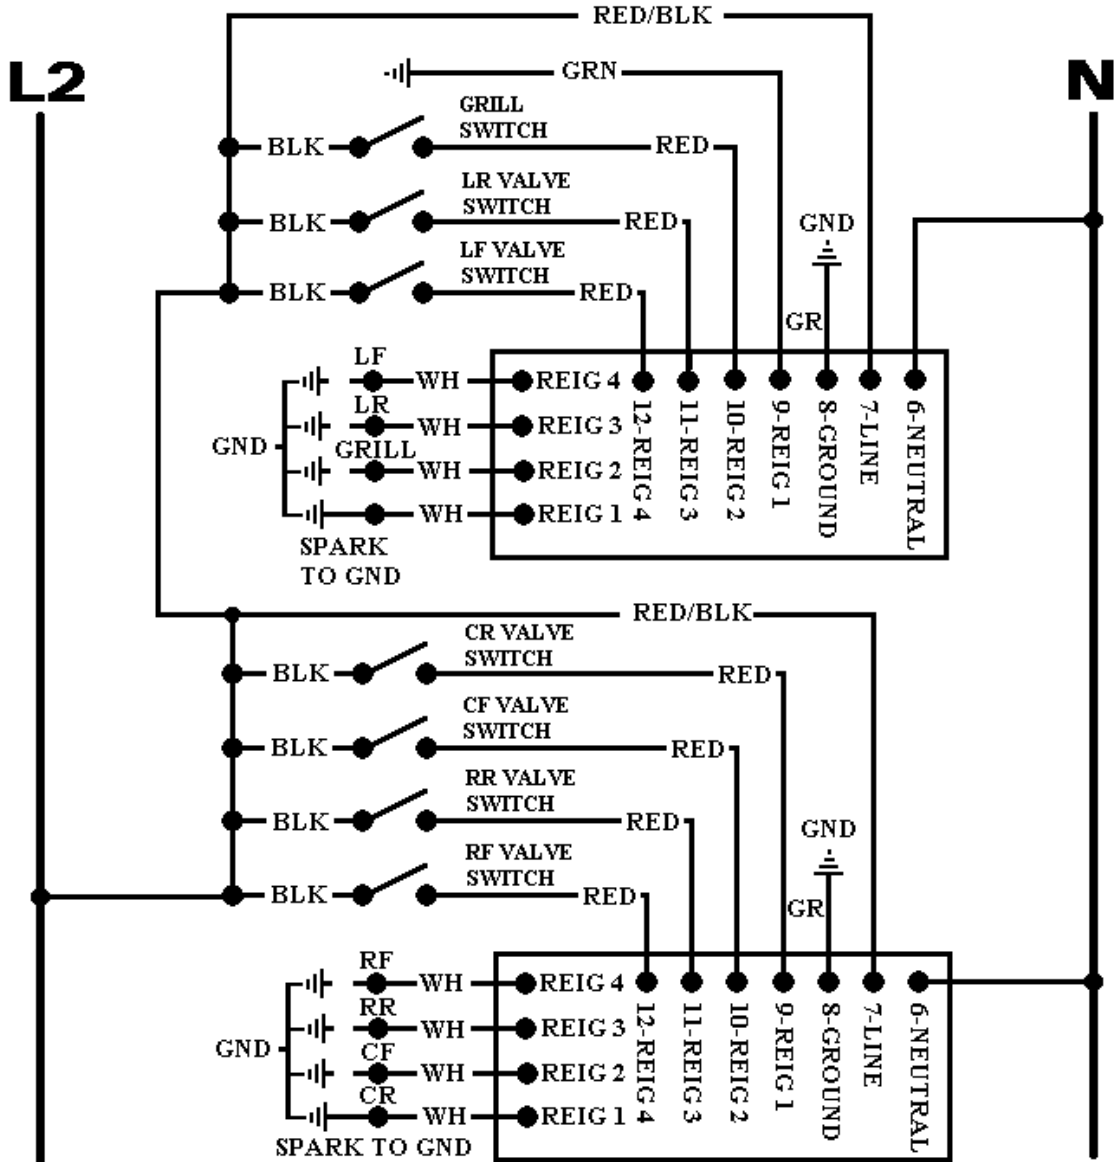 RED/BLK
L2
GRN
N
GRILL
SWITCH
BLK
RED
LR VALVE
SWITCH
BLK
RED
GND
LF VALVE
SWITCH
BLK
RED
GR
LF
WH
REIG 4
LR
WH
REIG 3
GND
GRILL
WH
REIG 2
WH
REIG 1
SPARK
TO GND
12-REIG 4
11-REIG 3
10-REIG 2
9-REIG 1
8-GROUND
7-LINE
6-NEUTRAL
RED/BLK
CR VALVE
SWITCH
BLK
RED
CF VALVE
SWITCH
BLK
RED
RR VALVE
SWITCH
BLK
RED
GND
RF VALVE
SWITCH
BLK
RED
GR
RF
WH
REIG 4
RR
WH
REIG 3
GND
CF
WH
REIG 2
CR
WH
REIG 1
SPARK TO GND
12-REIG 4
11-REIG 3
10-REIG 2
9-REIG 1
8-GROUND
7-LINE
6-NEUTRAL